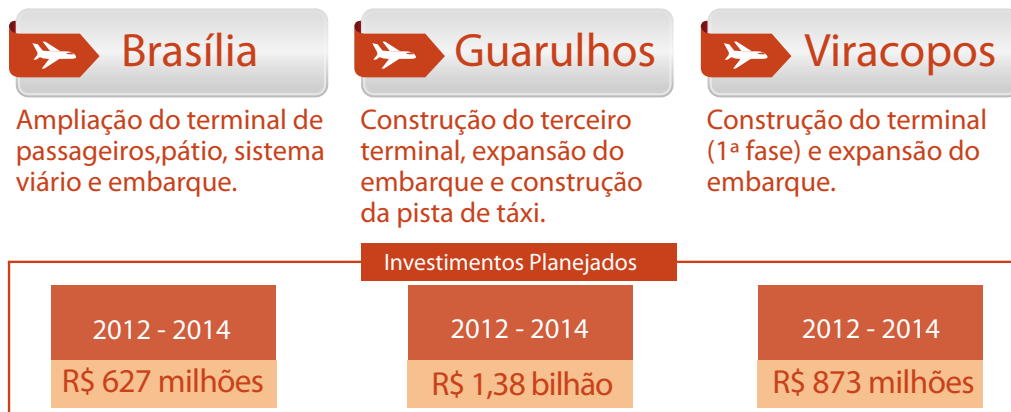 Brasília
Ampliação do terminal de
passageiros,pátio, sistema
viário e embarque.
Guarulhos
Construção do terceiro
terminal, expansão do
embarque e construção
da pista de táxi.
Viracopos
Construção do terminal
(1ª fase) e expansão do
embarque.
Investimentos Planejados
2012 - 2014
R$ 627 milhões
2012 - 2014
R$ 1,38 bilhão
2012 - 2014
R$ 873 milhões